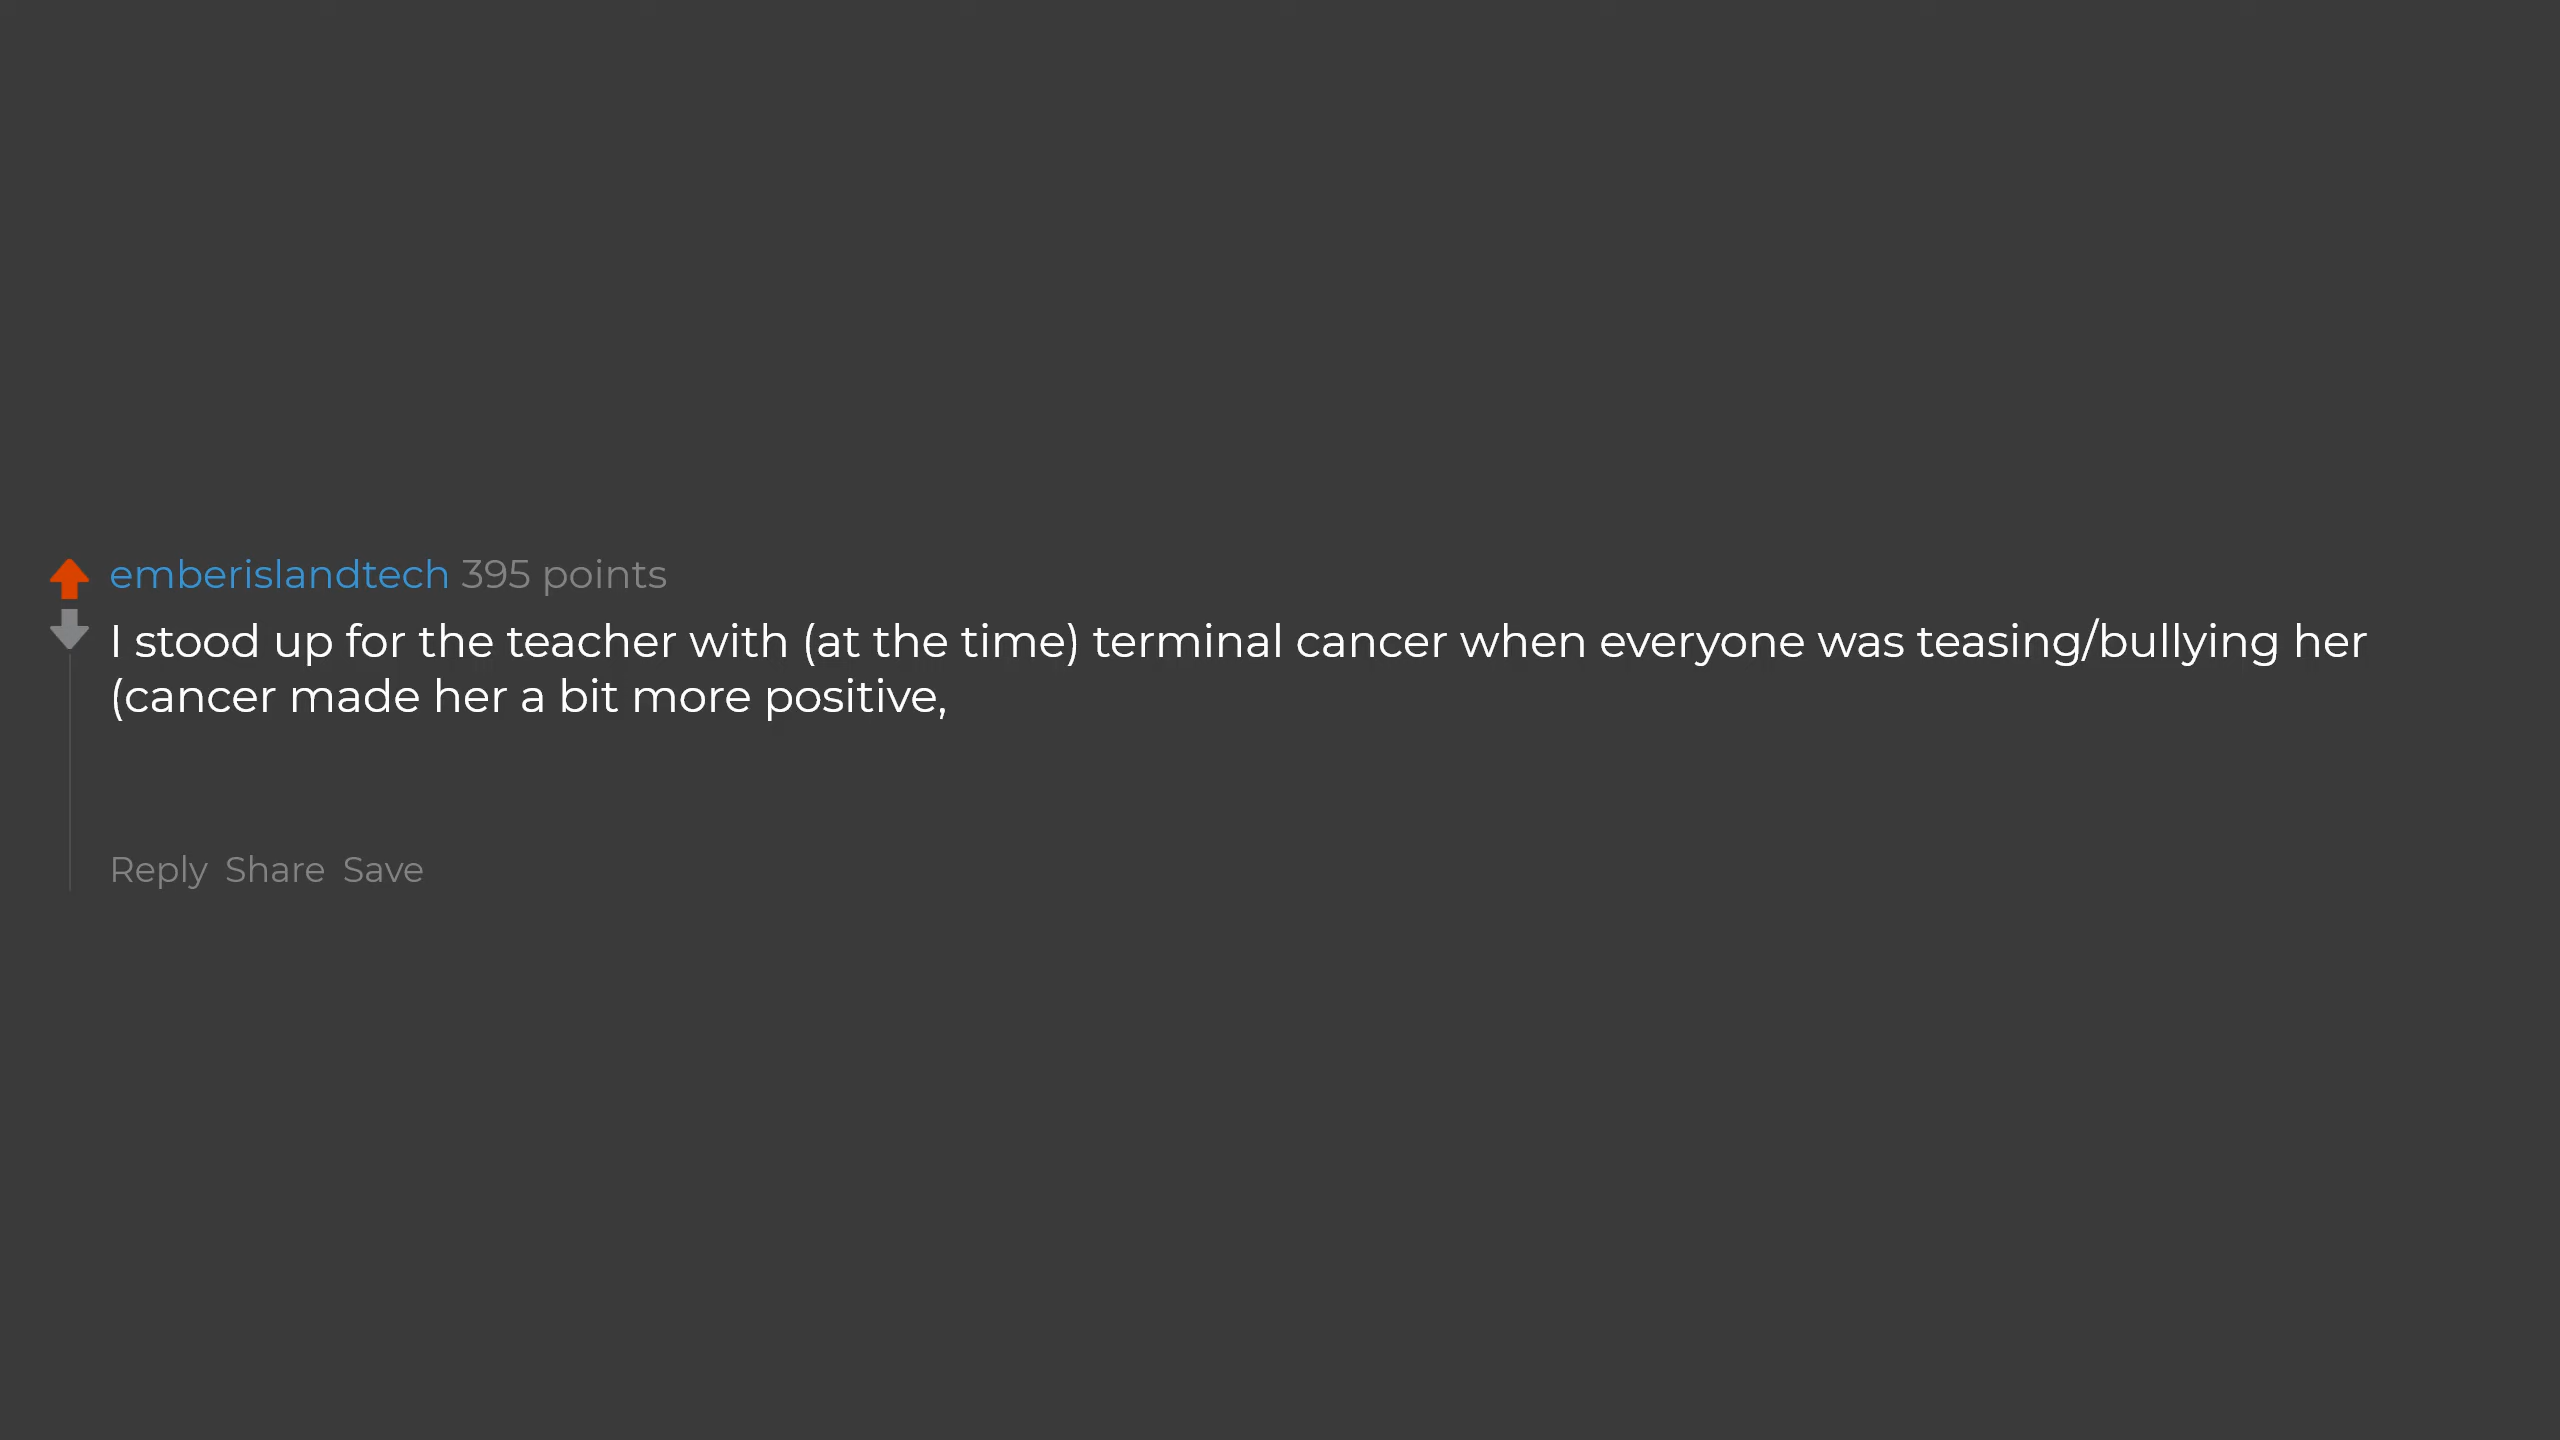 emberislandtech 395 points
I stood up for the teacher with (at the time) terminal cancer when everyone was teasing/bullying her
(cancer made her a bit more positive,
Reply Share Save